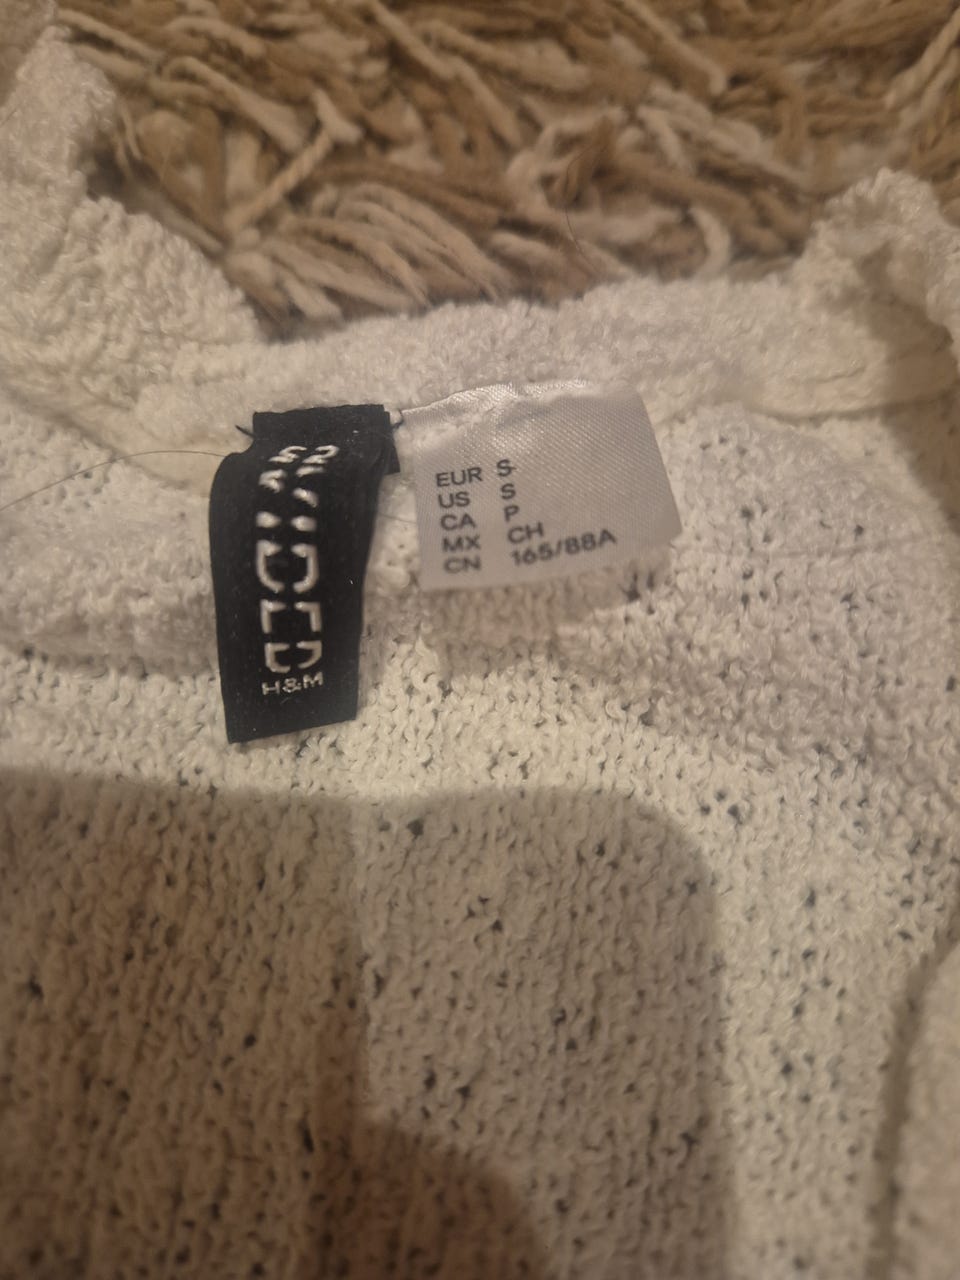 DIVIDED
H&M
EUR S
US S
CA P
MX CH
CN 165/88A